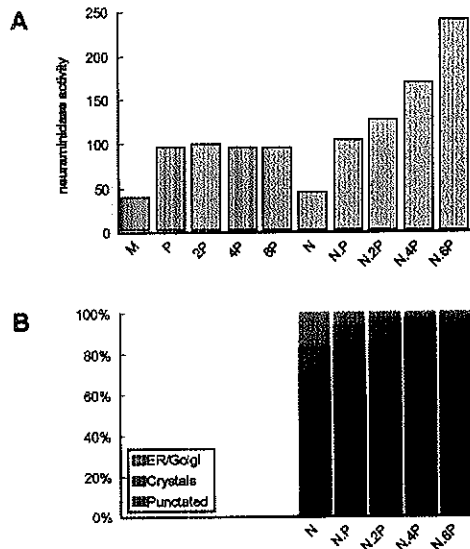 A
neuraminidase activity
250
200
150
100
50
0
M P 2P 4P 6P N N.P N.2P N.4P N.6P
B
100%
80%
60%
40%
20%
0%
ER/Golgi
Crystals
Punctated
N N.P N.2P N.4P N.6P